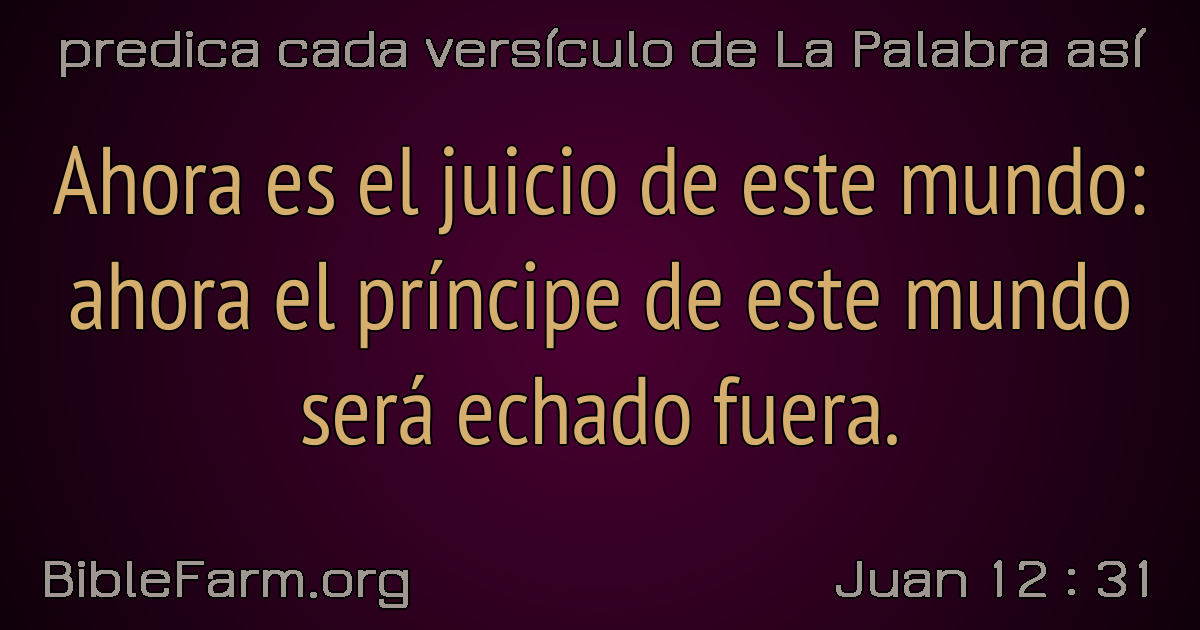 predica cada versículo de La Palabra así
Ahora es el juicio de este mundo:
ahora el príncipe de este mundo
será echado fuera.
BibleFarm.org
Juan 12 : 31